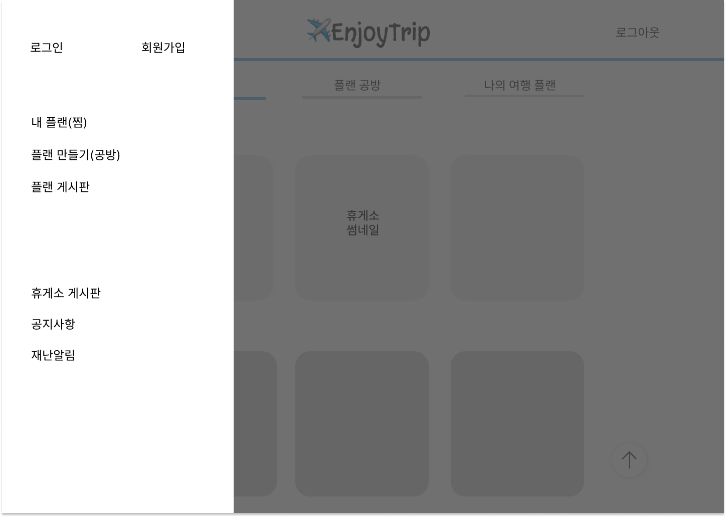 로그인
회원가입
EnjoyTrip
로그아웃
플랜 공방
나의 여행 플랜
내 플랜(찜)
플랜 만들기(공방)
플랜 게시판
휴게소
썸네일
휴게소 게시판
공지사항
재난알림